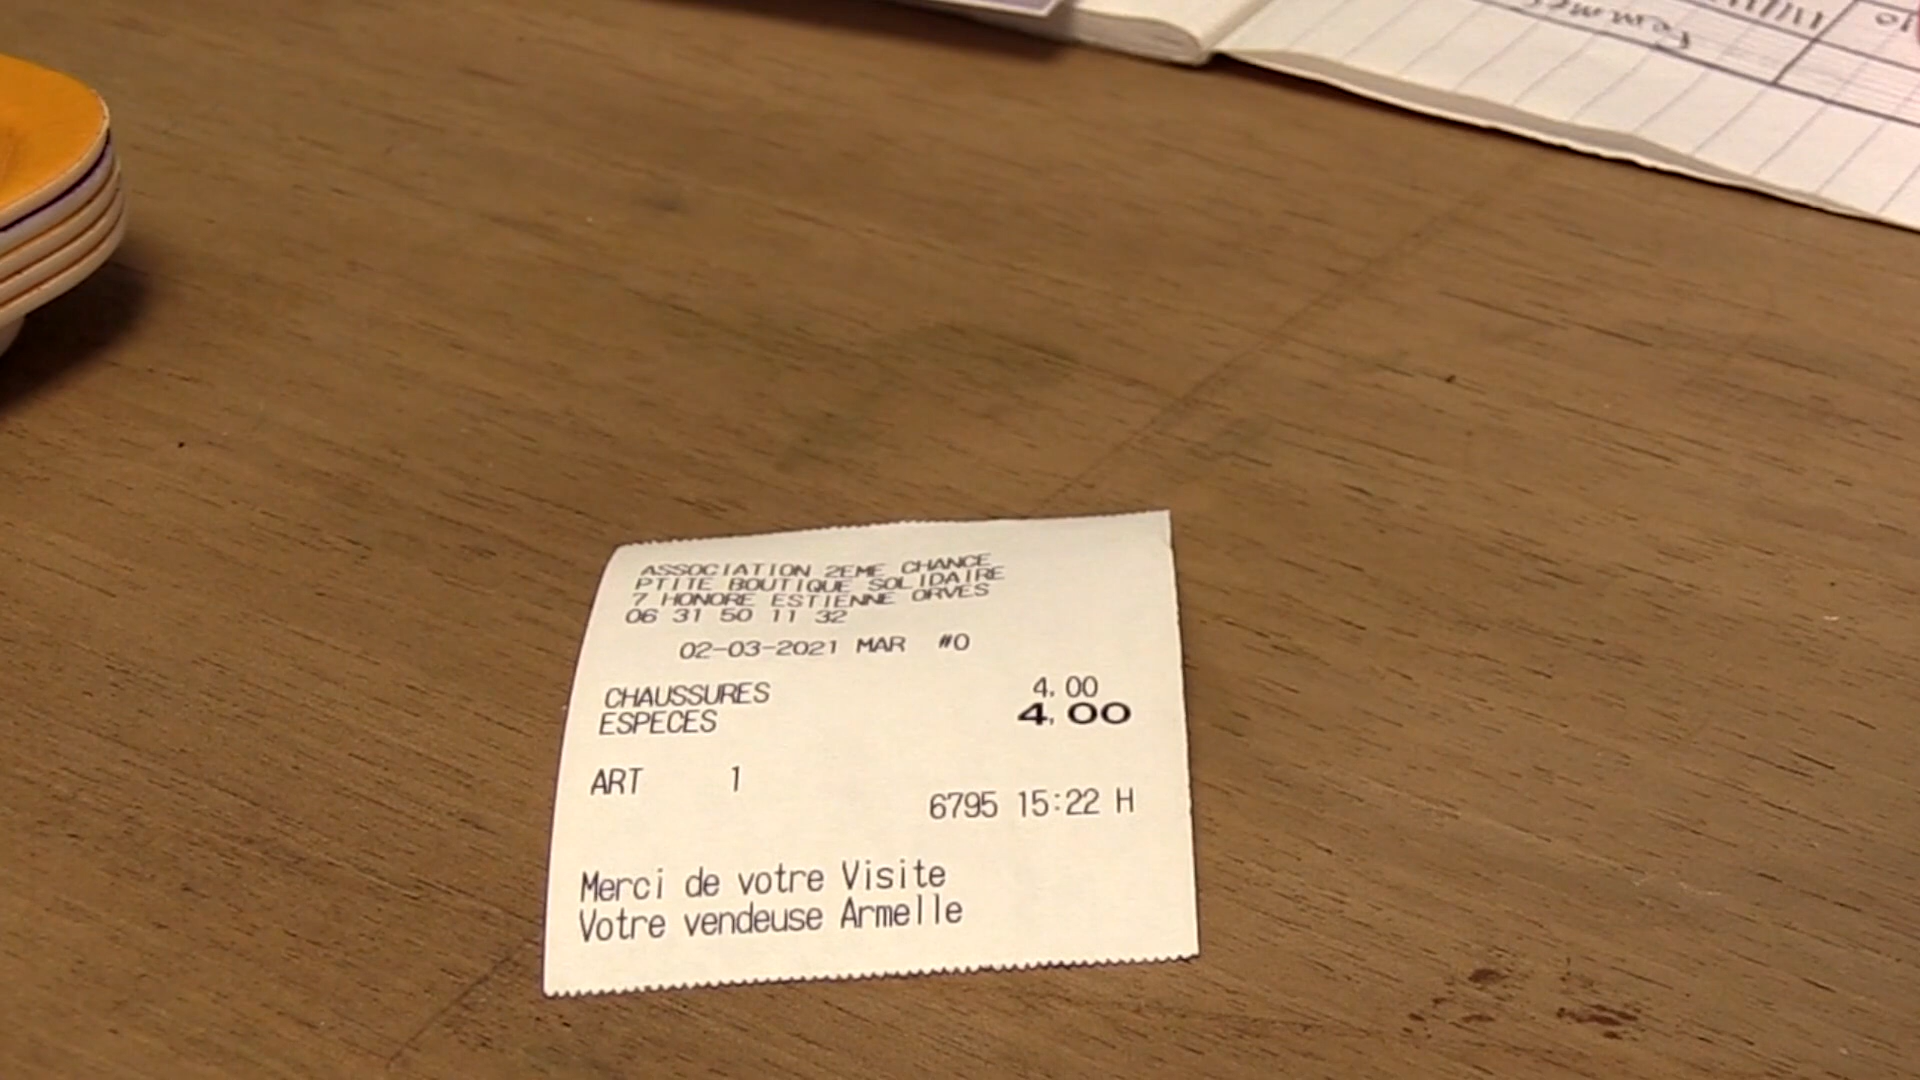 Femmes
ASSOCIATION 2EME CHANCE
PTITE BOUTIQUE SOLIDAIRE
7 HONORE ESTIENNE ORVES
06 31 50 11 32
02-03-2021 MAR #0
CHAUSSURES 4.00
ESPECES 4.00
ART 1
6795 15:22 H
Merci de votre Visite
Votre vendeuse Armelle